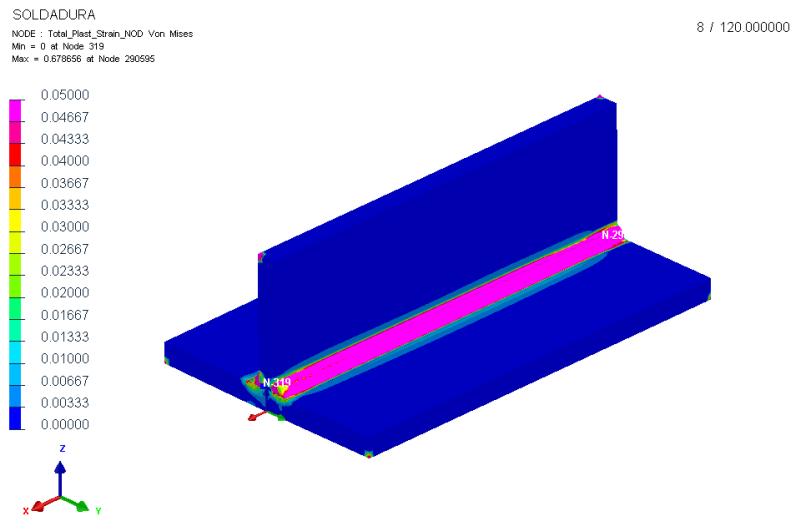 SOLDADURA
NODE : Total_Plast_Strain_NOD Von Mises
Min = 0 at Node 319
Max = 0.678656 at Node 290595
8 / 120.000000
0.05000
0.04667
0.04333
0.04000
0.03667
0.03333
0.03000
0.02667
0.02333
0.02000
0.01667
0.01333
0.01000
0.00667
0.00333
0.00000
N-29
N-319
Z
X
Y